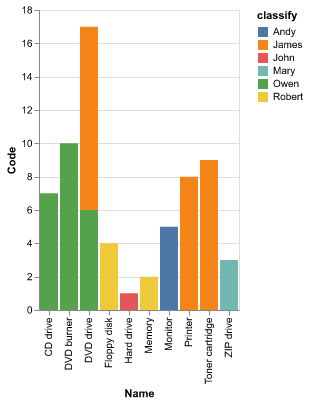 18
16
14
12
10
8
6
4
2
0
Code
CD drive
DVD burner
DVD drive
Floppy disk
Hard drive
Memory
Monitor
Printer
Toner cartridge
ZIP drive
Name
classify
Andy
James
John
Mary
Owen
Robert